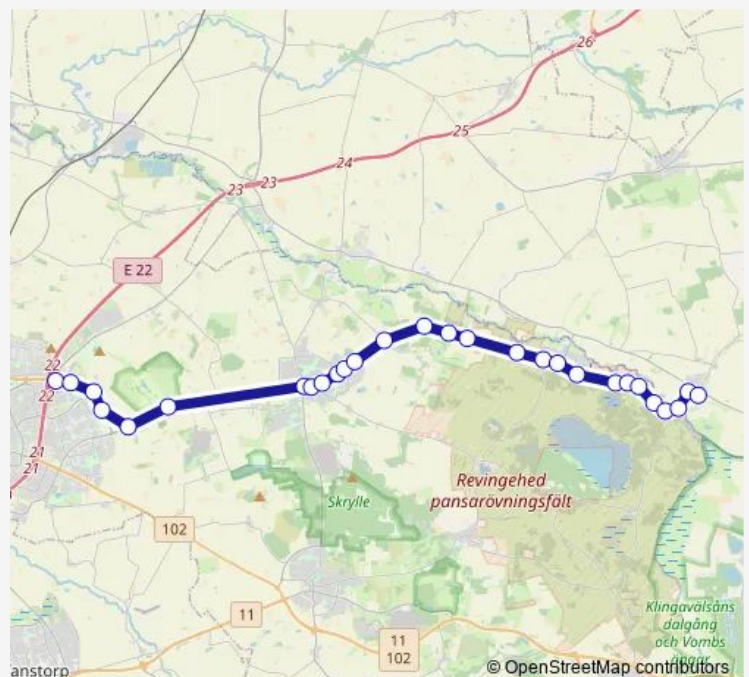 26
25
24
23
23
E 22
22
22
21
21
Revingehed
pansarövningsfält
Skrylle
102
11
11
102
Klingavälsåns
dalgång
och Vombs
ängar
anstorp
© OpenStreetMap contributors